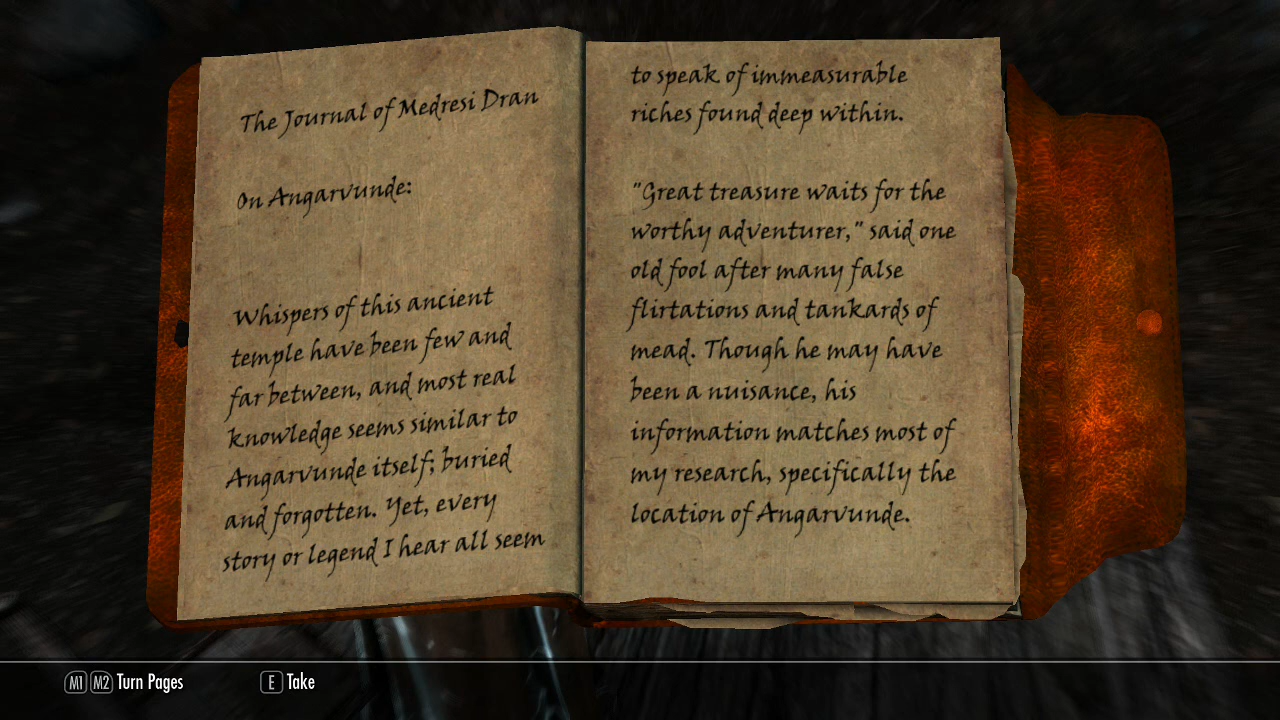 The Journal of Medresi Dran
On Angarvunde:
Whispers of this ancient
temple have been few and
far between, and most real
knowledge seems similar to
Angarvunde itself; buried
and forgotten. Yet, every
story or legend I hear all seem
to speak of immeasurable
riches found deep within.
"Great treasure waits for the
worthy adventurer," said one
old fool after many false
flirtations and tankards of
mead. Though he may have
been a nuisance, his
information matches most of
my research, specifically the
location of Angarvunde.
M1 M2 Turn Pages
E Take